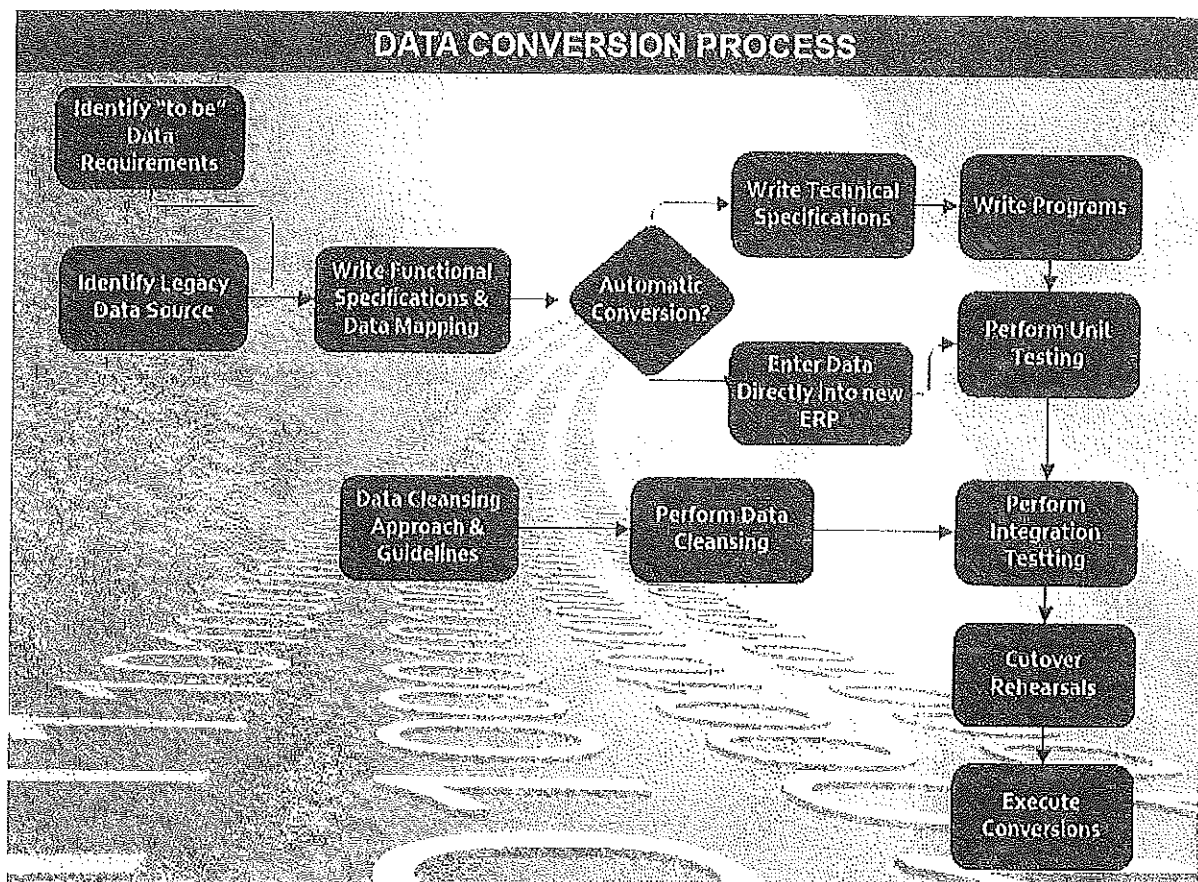 DATA CONVERSION PROCESS
Identify "to be"
Data
Requirements
Identify Legacy
Data Source
Write Functional
Specifications &
Data Mapping
Automatic
Conversion?
Write Technical
Specifications
Write Programs
Enter Data
Directly into new
ERP
Perform Unit
Testing
Data Cleansing
Approach &
Guidelines
Perform Data
Cleansing
Perform
Integration
Testting
Cutover
Rehearsals
Execute
Conversions